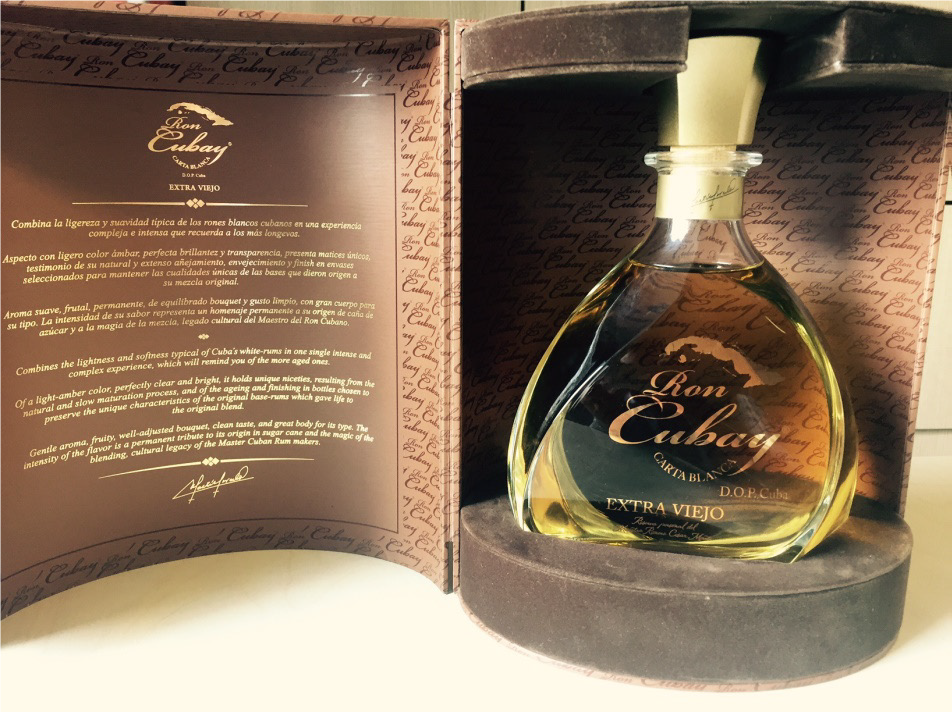 Ron
Cubay
CARTA BLANCA
D.O.P. Cuba
EXTRA VIEJO
Combina la ligereza y suavidad típica de los rones blancos cubanos en una experiencia
compleja e intensa que recuerda a los más longevas.
Aspecto con ligero color ámbar, perfecta brillantes y transparencia, presenta matices únicos,
testimonio de su natural y extenso añejamiento, envejecimiento y finish en envases
seleccionados para mantener las cualidades únicas de las bases que dieron origen a
su mezcla original.
Aroma suave, frutal, permanente, de equilibrado bouquet y gusto limpio, con gran cuerpo para
su tipo. La intensidad de su sabor representa un homenaje permanente a su origen de caña de
azúcar y a la magia de la mezcla, legado cultural del Maestro del Ron Cubano.
Combines the lightness and softness typical of Cuba's white-rums in one single intense and
complex experience, which will remind you of the more aged ones.
Of a light-amber color, perfectly clear and bright, it holds unique niceties, resulting from the
natural and slow maturation process, and of the ageing and finishing in bottles chosen to
preserve the unique characteristics of the original base-rums which gave life to
the original blend.
Gentle aroma, fruity, well-adjusted bouquet, clean taste, and great body for its type. The
intensity of the flavor is a permanent tribute to its origin in sugar cane and the magic of the
blending, cultural legacy of the Master Cuban Rum makers.
Ron
Cubay
CARTA BLANCA
D.O.P. Cuba
EXTRA VIEJO